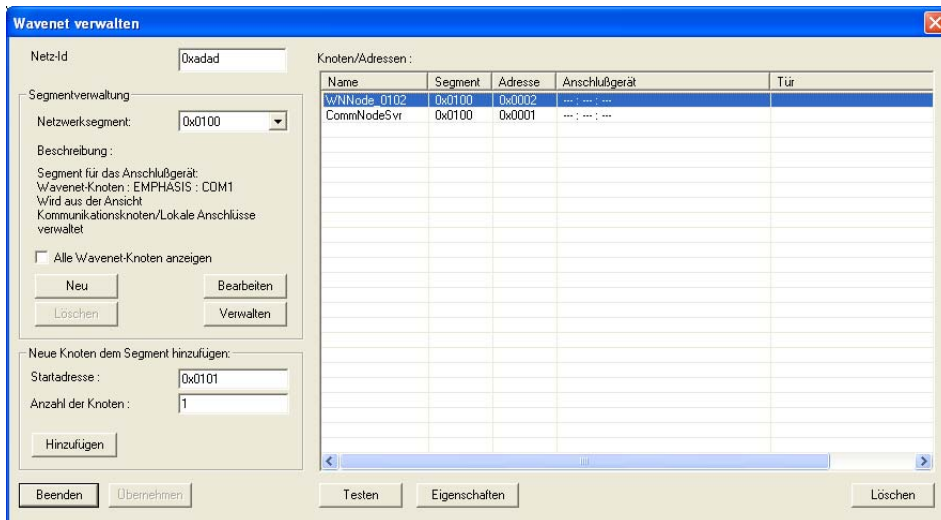 Wavenet verwalten
Netz-Id
0xadad
Segmentverwaltung
Netzwerksegment:
0x0100
Beschreibung :
Segment für das Anschlußgerät:
Wavenet-Knoten : EMPHASIS : COM1
Wird aus der Ansicht
Kommunikationsknoten/Lokale Anschlüsse
verwaltet
Alle Wavenet-Knoten anzeigen
Neu
Bearbeiten
Löschen
Verwalten
Neue Knoten dem Segment hinzufügen:
Startadresse :
0x0101
Anzahl der Knoten :
1
Hinzufügen
Beenden
Übernehmen
Knoten/Adressen :
Name Segment Adresse Anschlußgerät Tür
WNNode_0102 0x0100 0x0002 --- : --- : ---
CommNodeSvr 0x0100 0x0001 --- : --- : ---
Testen
Eigenschaften
Löschen